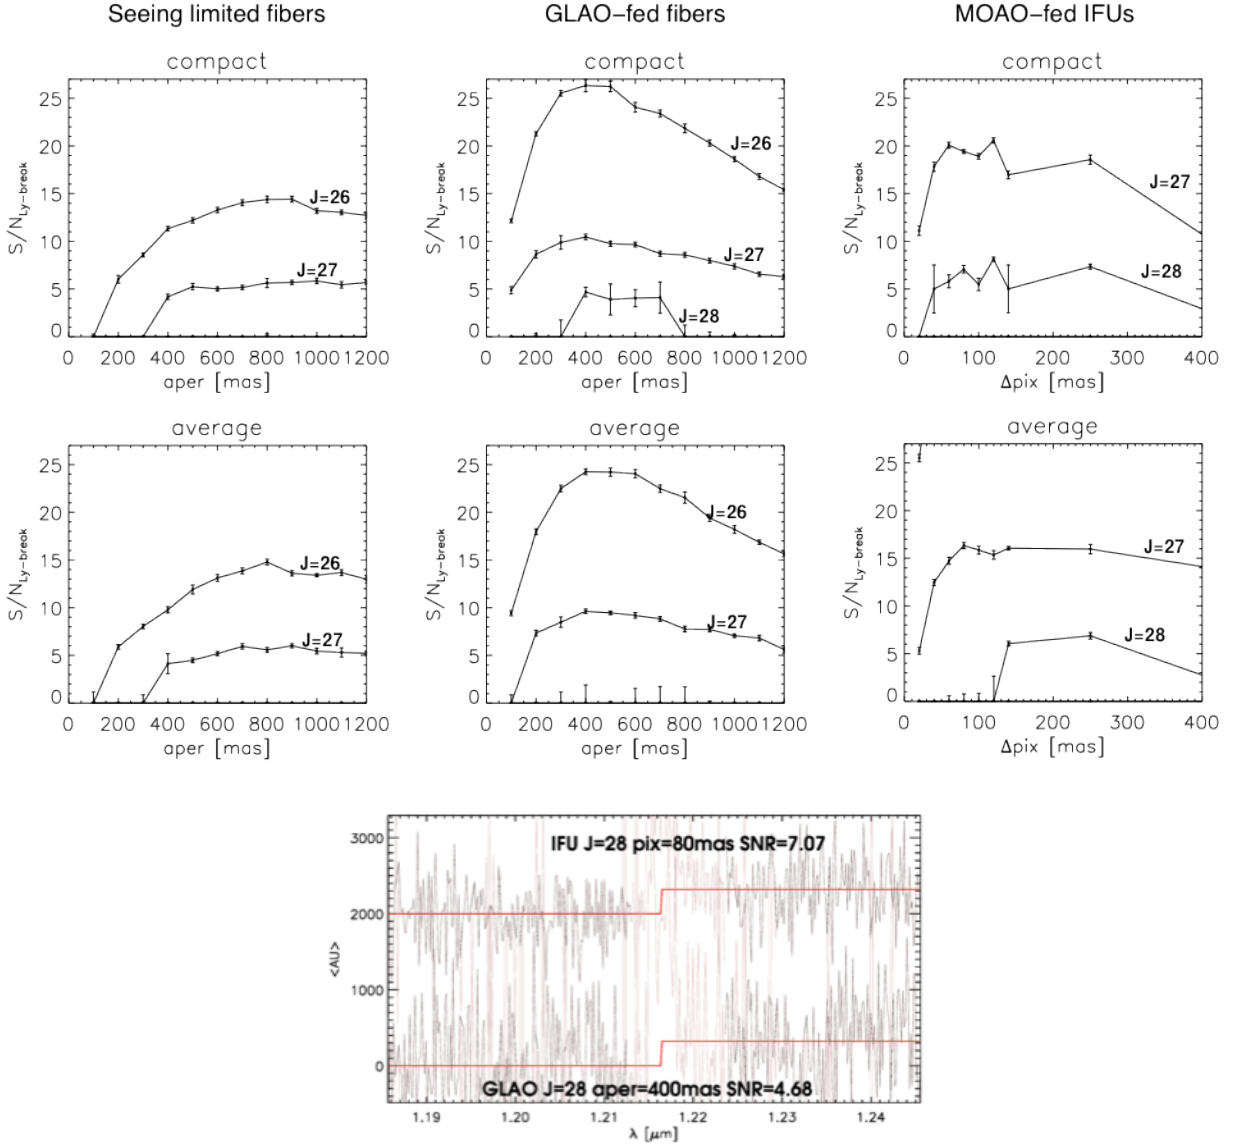 Seeing limited fibers
GLAO-fed fibers
MOAO-fed IFUs
compact
S/N Ly-break
25
20
15
10
5
0
J=26
J=27
0 200 400 600 800 1000 1200
aper [mas]
compact
S/N Ly-break
25
20
15
10
5
0
J=26
J=27
J=28
0 200 400 600 800 1000 1200
aper [mas]
compact
S/N Ly-break
25
20
15
10
5
0
J=27
J=28
0 100 200 300 400
Δpix [mas]
average
S/N Ly-break
25
20
15
10
5
0
J=26
J=27
0 200 400 600 800 1000 1200
aper [mas]
average
S/N Ly-break
25
20
15
10
5
0
J=26
J=27
0 200 400 600 800 1000 1200
aper [mas]
average
S/N Ly-break
25
20
15
10
5
0
J=27
J=28
0 100 200 300 400
Δpix [mas]
<AU>
3000
2000
1000
0
IFU J=28 pix=80mas SNR=7.07
GLAO J=28 aper=400mas SNR=4.68
1.19 1.20 1.21 1.22 1.23 1.24
λ [μm]